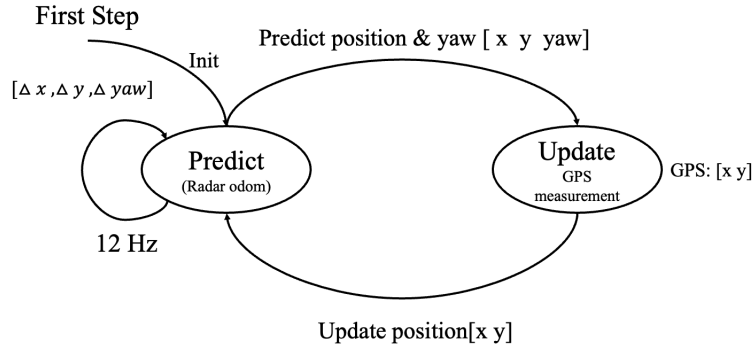 First Step
Predict position & yaw [ x y yaw]
Init
[△ x ,△ y ,△ yaw]
Predict
(Radar odom)
Update
GPS
measurement
GPS: [x y]
12 Hz
Update position[x y]